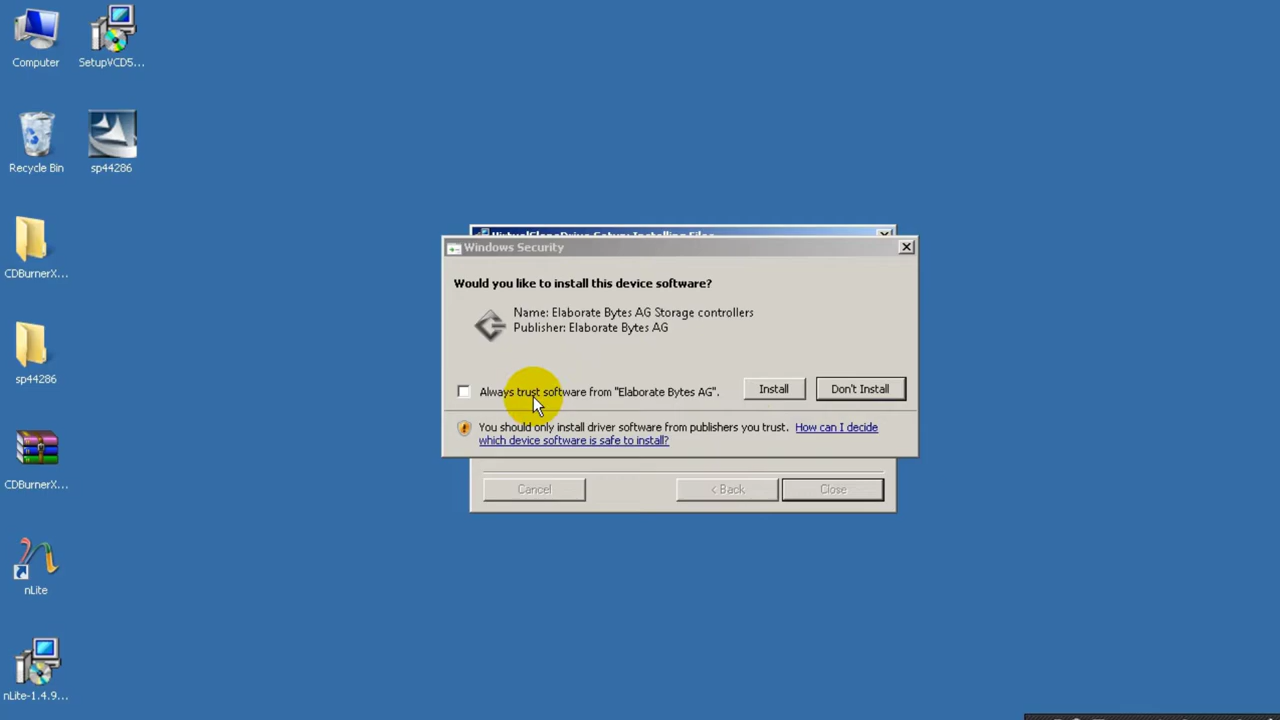 Computer
SetupVCD5...
Recycle Bin
sp44286
CDBurnerX...
sp44286
CDBurnerX...
nLite
nLite-1.4.9...
VirtualCloneDrive Setup: Installing Files
Windows Security
Would you like to install this device software?
Name: Elaborate Bytes AG Storage controllers
Publisher: Elaborate Bytes AG
Always trust software from "Elaborate Bytes AG".
Install
Don't Install
You should only install driver software from publishers you trust. How can I decide
which device software is safe to install?
Cancel
< Back
Close